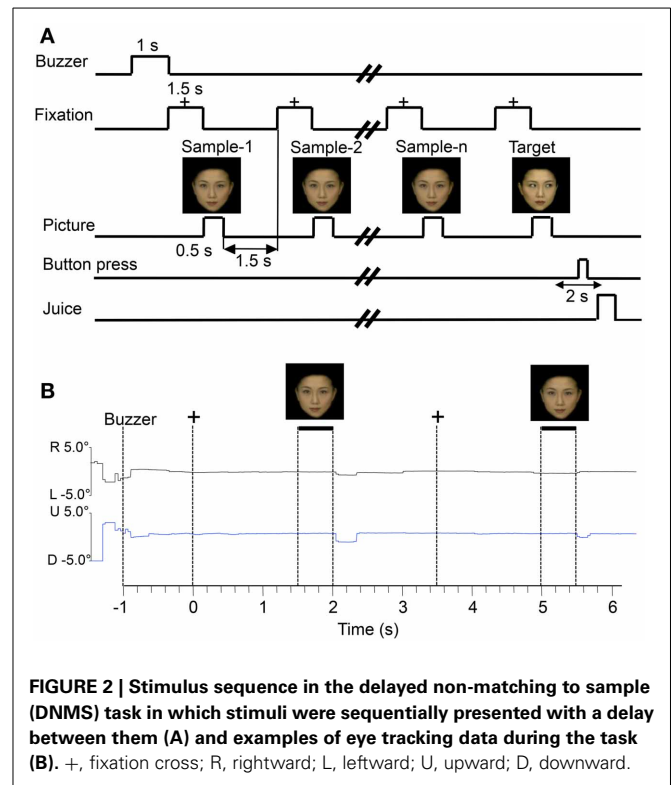 A
1 s
Buzzer
1.5 s
+ + + +
Fixation
Sample-1 Sample-2 Sample-n Target
Picture
0.5 s
1.5 s
Button press
2 s
Juice
B
Buzzer + +
R 5.0°
L -5.0°
U 5.0°
D -5.0°
-1 0 1 2 3 4 5 6
Time (s)
FIGURE 2 | Stimulus sequence in the delayed non-matching to sample
(DNMS) task in which stimuli were sequentially presented with a delay
between them (A) and examples of eye tracking data during the task
(B). +, fixation cross; R, rightward; L, leftward; U, upward; D, downward.